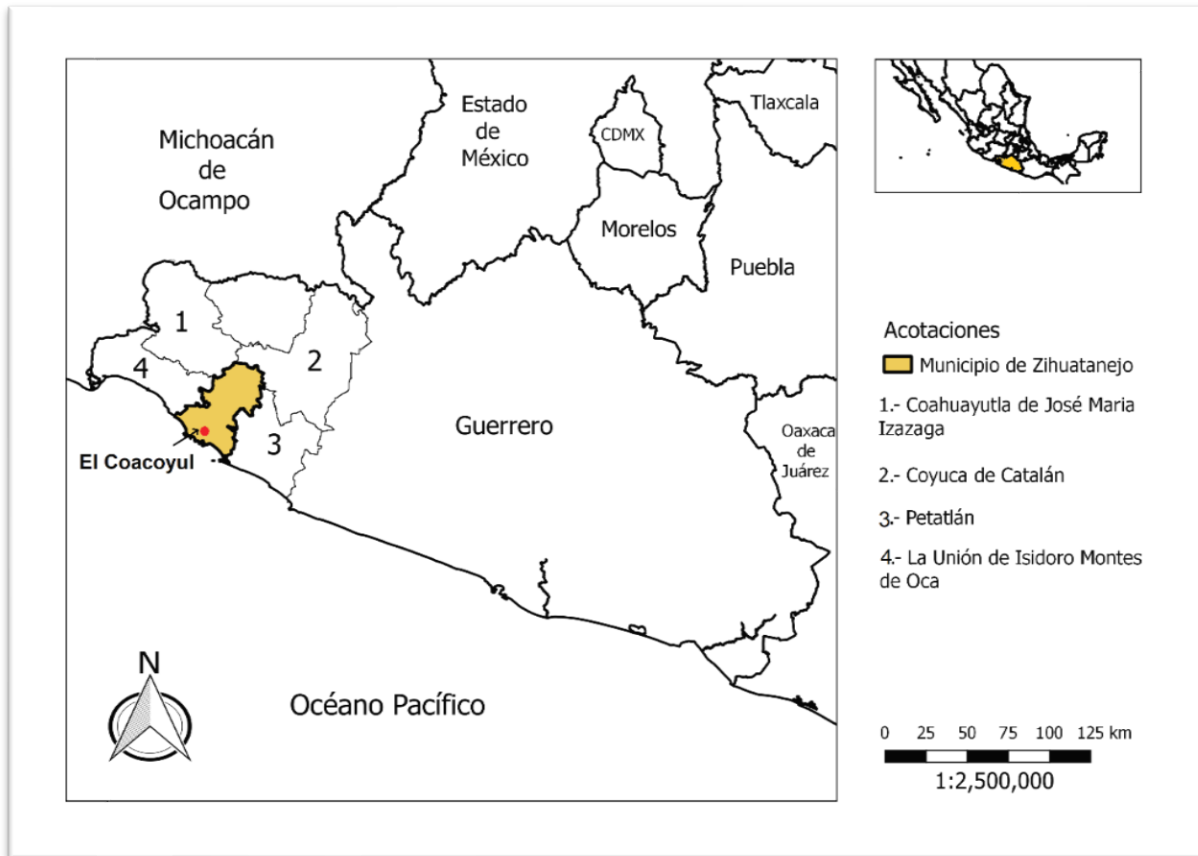 Michoacán
de
Ocampo
Estado
de
México
CDMX
Tlaxcala
Morelos
Puebla
1
2
4
3
El Coacoyul
Guerrero
Oaxaca
de
Juárez
N
Océano Pacífico
Acotaciones
Municipio de Zihuatanejo
1.- Coahuayutla de José Maria
Izazaga
2.- Coyuca de Catalán
3.- Petatlán
4.- La Unión de Isidoro Montes
de Oca
0 25 50 75 100 125 km
1:2,500,000